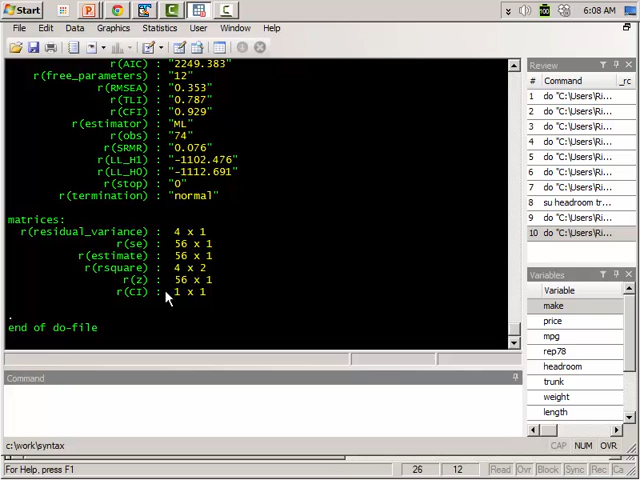 Start
6:08 AM
File Edit Data Graphics Statistics User Window Help
r(AIC) : "2249.383"
r(free_parameters) : "12"
r(RMSEA) : "0.353"
r(TLI) : "0.787"
r(CFI) : "0.929"
r(estimator) : "ML"
r(obs) : "74"
r(SRMR) : "0.076"
r(LL_H1) : "-1102.476"
r(LL_H0) : "-1112.691"
r(stop) : "0"
r(termination) : "normal"
matrices:
r(residual_variance) : 4 x 1
r(se) : 56 x 1
r(estimate) : 56 x 1
r(rsquare) : 4 x 2
r(z) : 56 x 1
r(CI) : 1 x 1
.
end of do-file
Review
# Command _rc
1 do "C:\Users\Ri...
2 do "C:\Users\Ri...
3 do "C:\Users\Ri...
4 do "C:\Users\Ri...
5 do "C:\Users\Ri...
6 do "C:\Users\Ri...
7 do "C:\Users\Ri...
8 su headroom tr...
9 do "C:\Users\Ri...
10 do "C:\Users\Ri...
Variables
Variable
make
price
mpg
rep78
headroom
trunk
weight
length
Command
c:\work\syntax
CAP NUM OVR
For Help, press F1
26 12 Read Ovr Block Sync Rec Ca